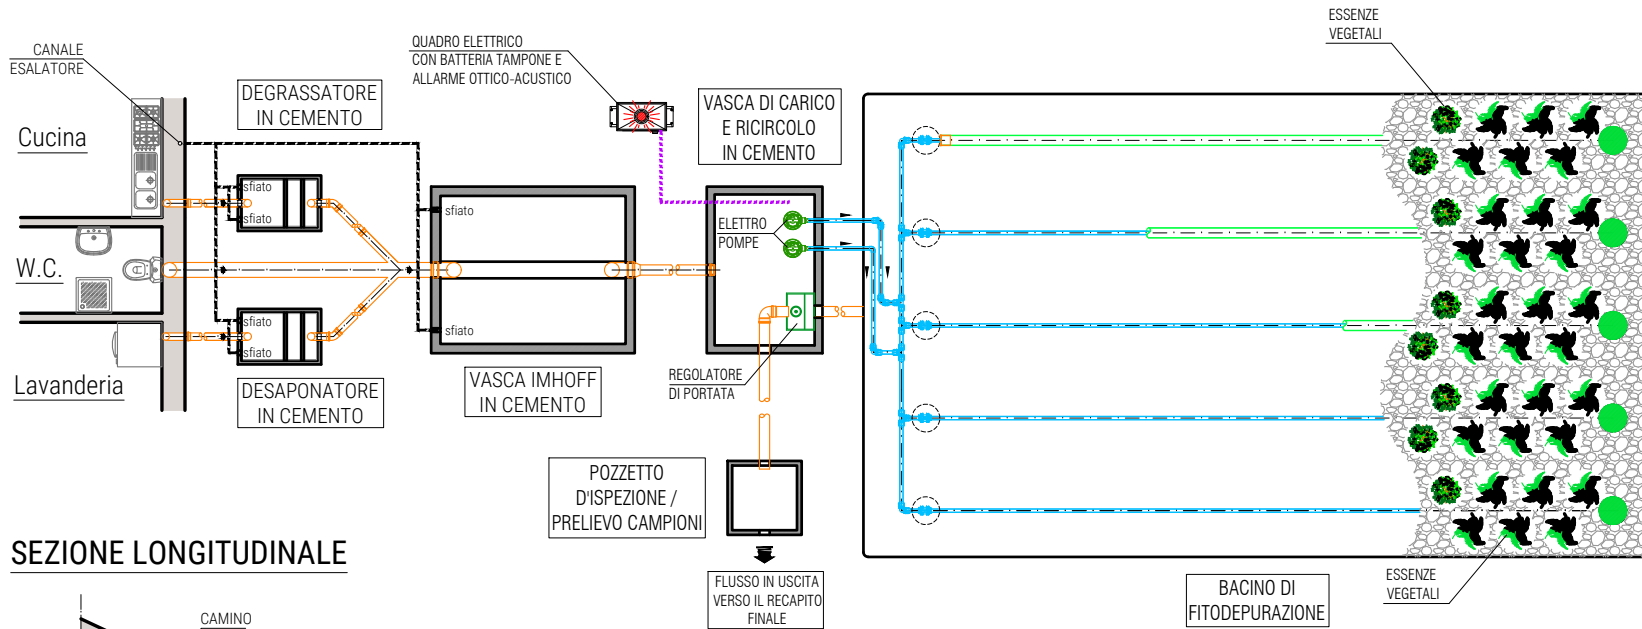 CANALE
ESALATORE
Cucina
W.C.
Lavanderia
DEGRASSATORE
IN CEMENTO
sfiato
sfiato
sfiato
sfiato
DESAPONATORE
IN CEMENTO
QUADRO ELETTRICO
CON BATTERIA TAMPONE E
ALLARME OTTICO-ACUSTICO
sfiato
sfiato
VASCA IMHOFF
IN CEMENTO
VASCA DI CARICO
E RICIRCOLO
IN CEMENTO
ELETTRO
POMPE
REGOLATORE
DI PORTATA
POZZETTO
D'ISPEZIONE /
PRELIEVO CAMPIONI
FLUSSO IN USCITA
VERSO IL RECAPITO
FINALE
ESSENZE
VEGETALI
BACINO DI
FITODEPURAZIONE
ESSENZE
VEGETALI
SEZIONE LONGITUDINALE
CAMINO